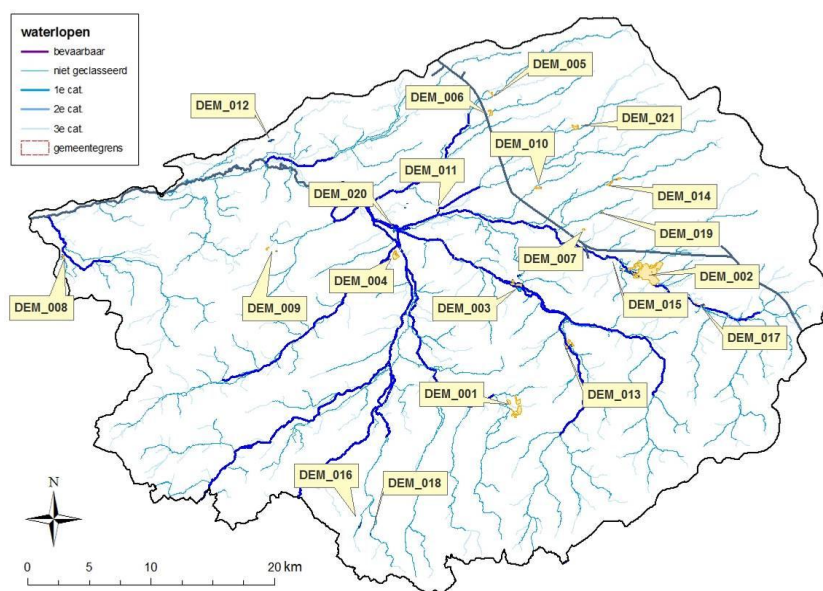 waterlopen
bevaarbaar
niet geclasseerd
1e cat.
2e cat.
3e cat.
gemeentegrens
DEM_005
DEM_006
DEM_012
DEM_021
DEM_010
DEM_011
DEM_020
DEM_014
DEM_019
DEM_007
DEM_004
DEM_002
DEM_008
DEM_009
DEM_003
DEM_015
DEM_017
DEM_001
DEM_013
DEM_016
DEM_018
N
0 5 10 20 km